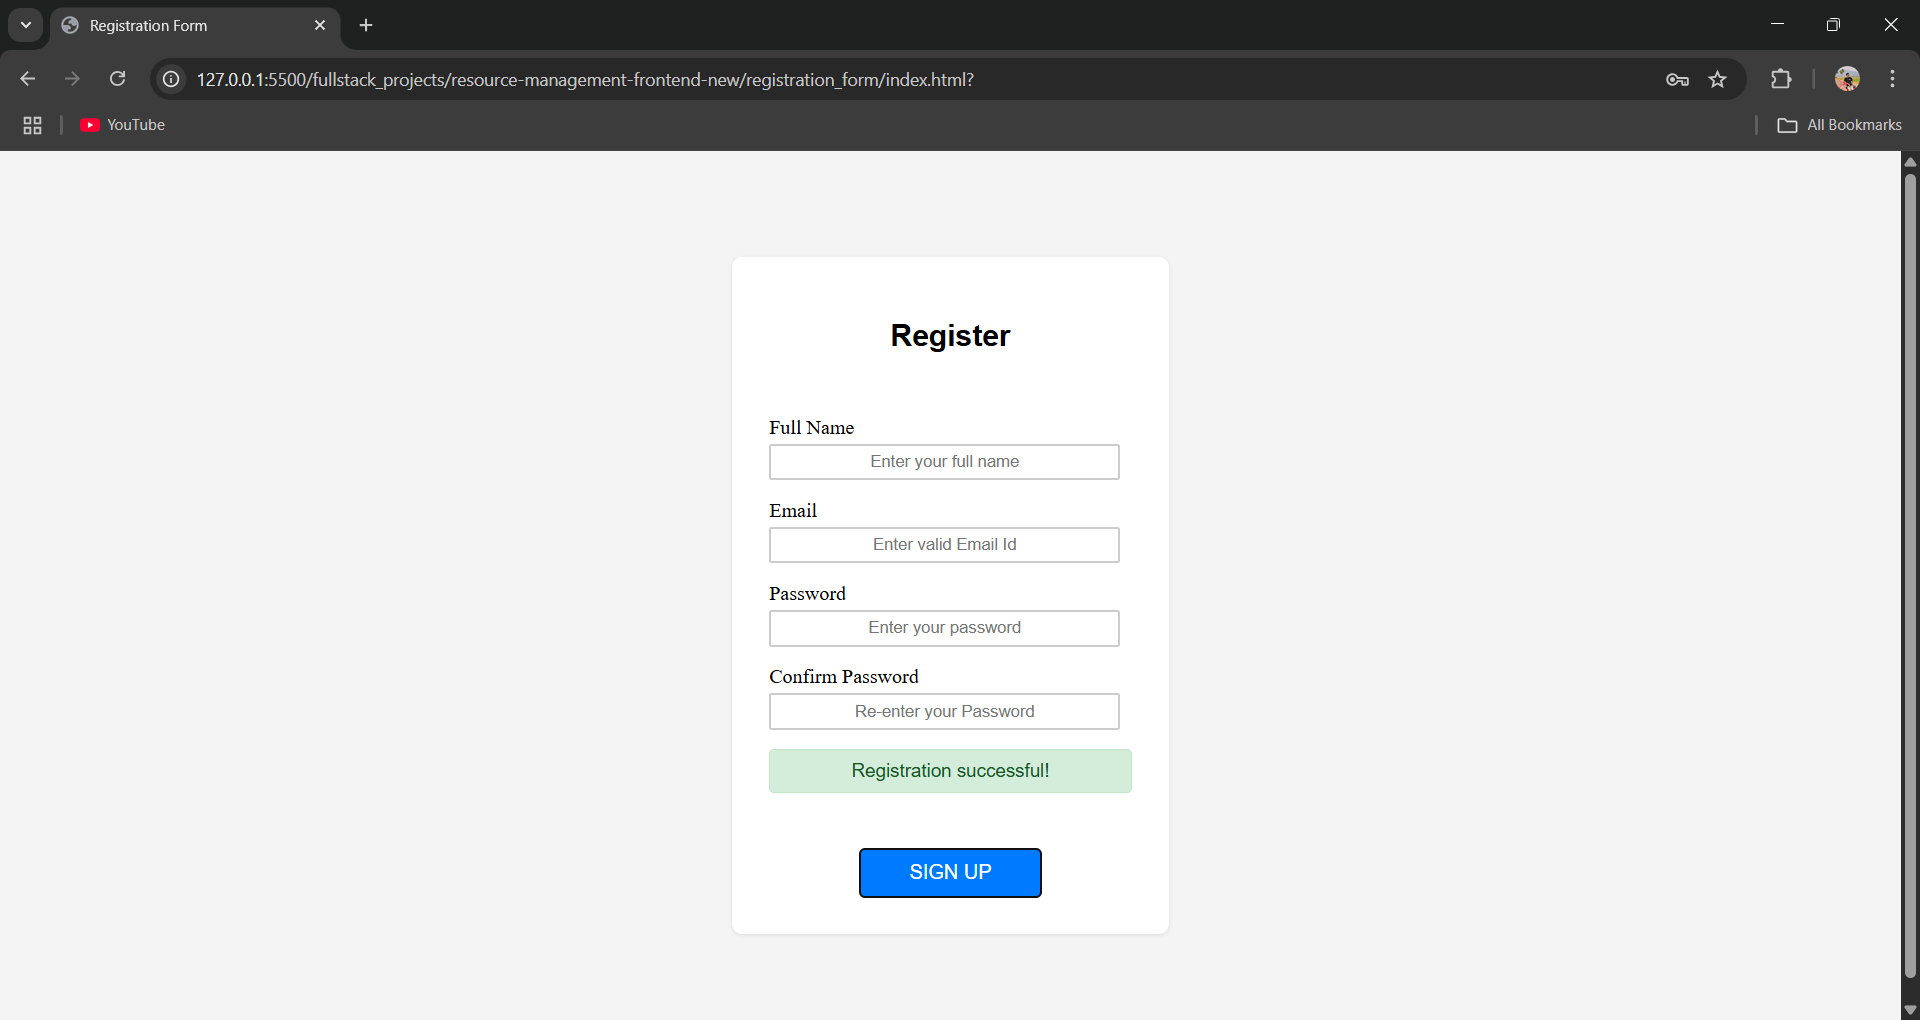 Registration Form
127.0.0.1:5500/fullstack_projects/resource-management-frontend-new/registration_form/index.html?
YouTube
All Bookmarks
Register
Full Name
Enter your full name
Email
Enter valid Email Id
Password
Enter your password
Confirm Password
Re-enter your Password
Registration successful!
SIGN UP